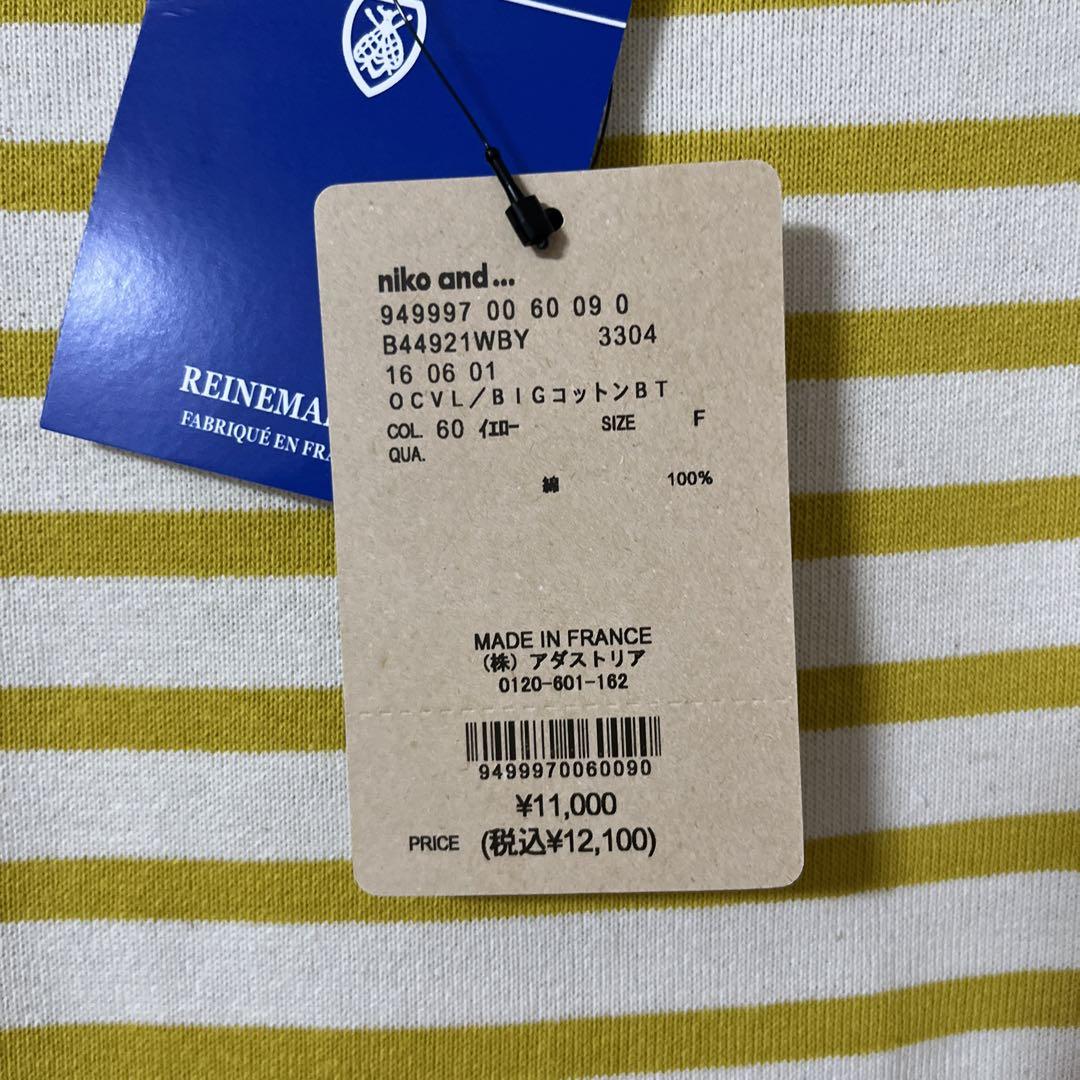 REINEMA
FABRIQUÉ EN FRA
niko and...
949997 00 60 09 0
B44921WBY 3304
16 06 01
OCVL/BIGコットンBT
COL. 60 イエロー SIZE F
QUA.
綿 100%
MADE IN FRANCE
(株) アダストリア
0120-601-162
9499970060090
¥11,000
PRICE (税込¥12,100)